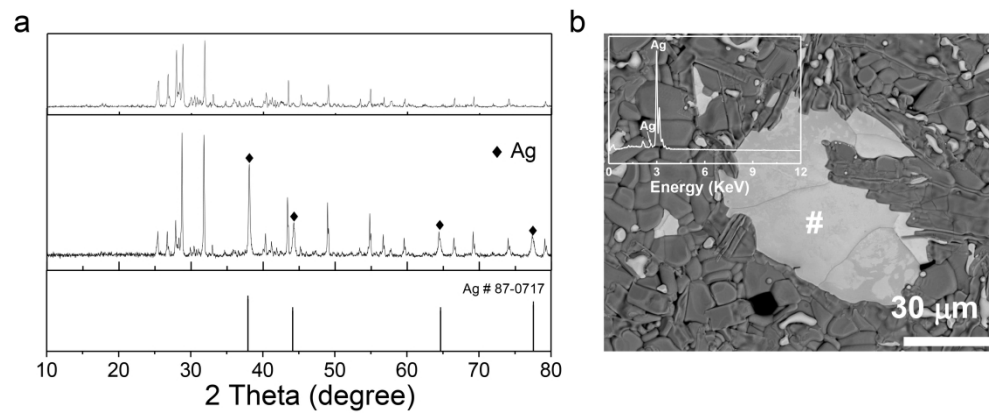 a
◆ Ag
Ag # 87-0717
10 20 30 40 50 60 70 80
2 Theta (degree)
b
Ag
Ag
0 3 6 9 12
Energy (KeV)
#
30 μm